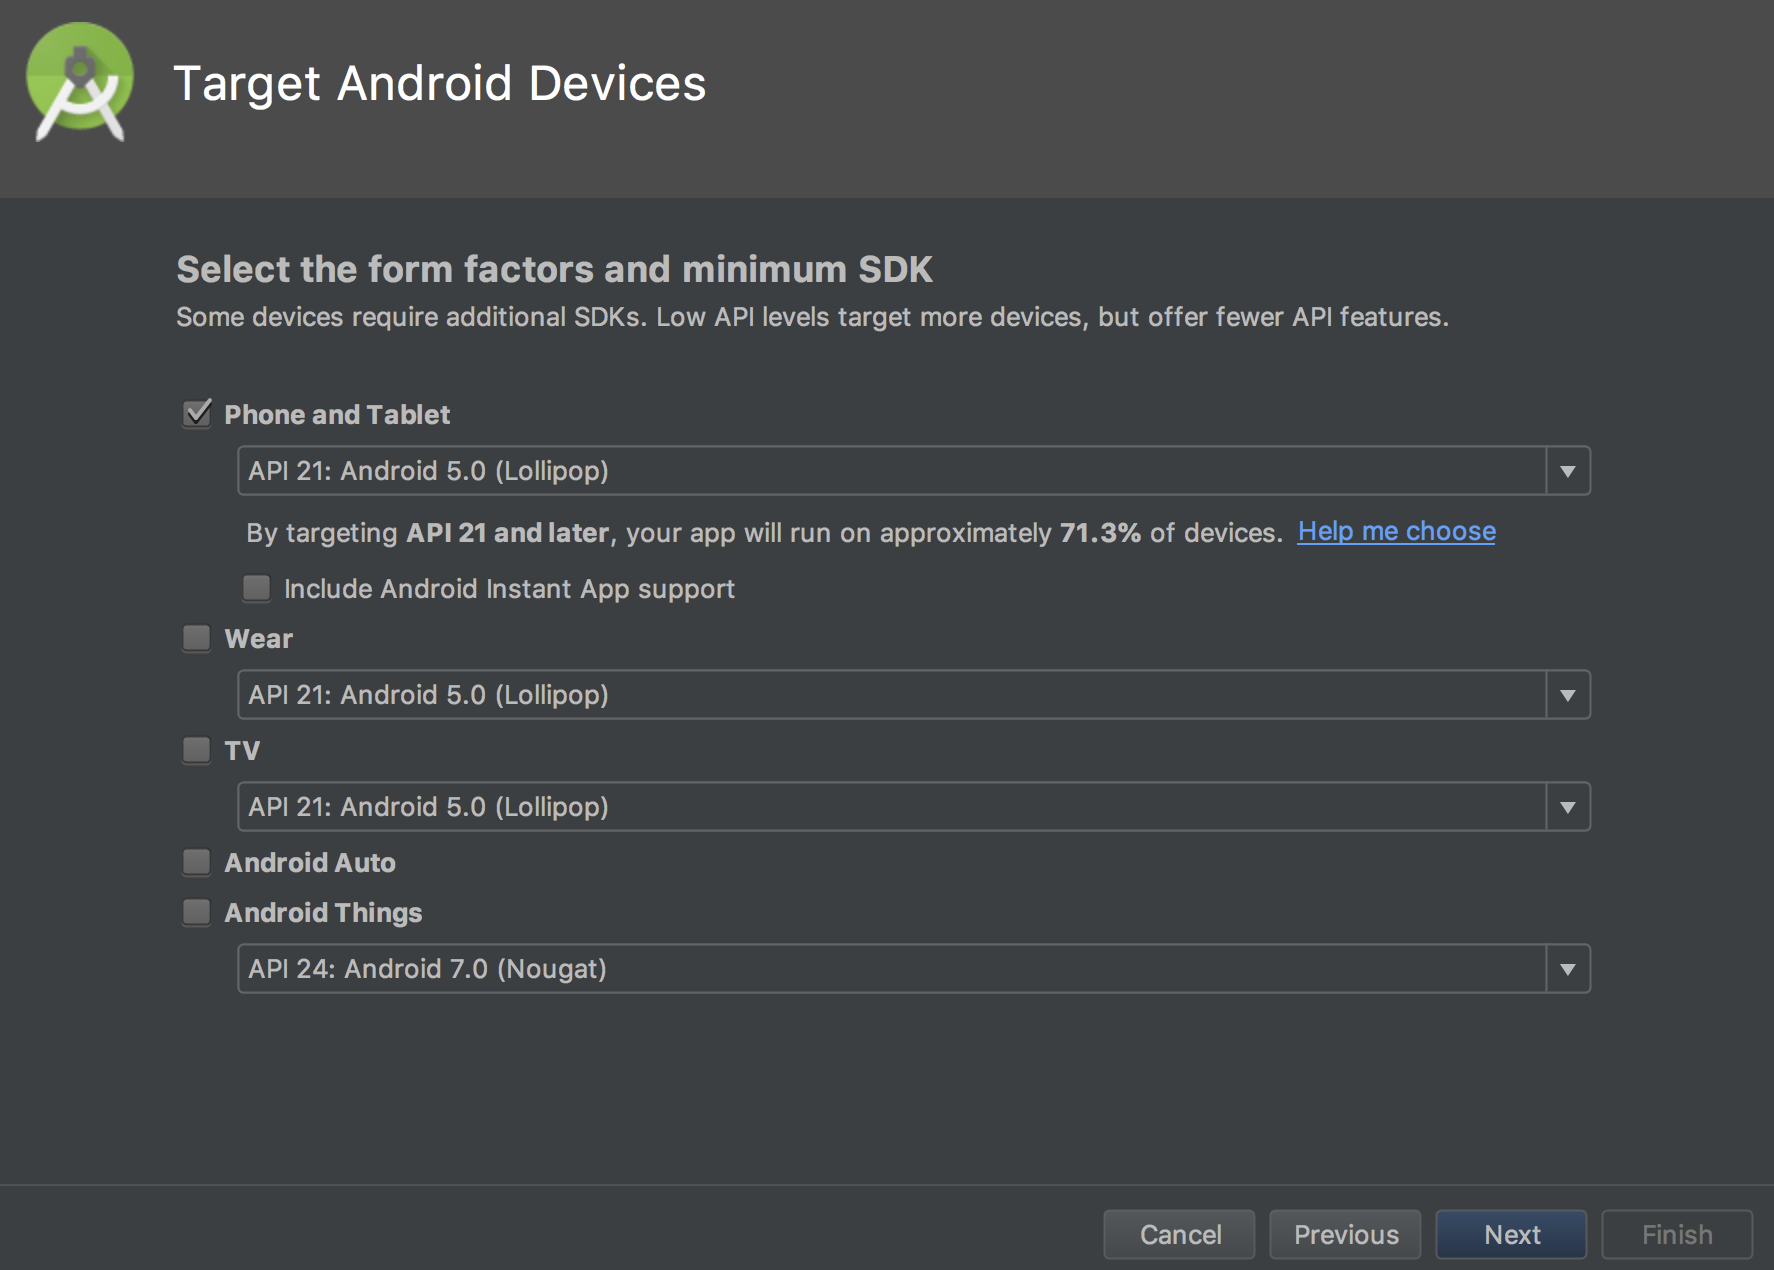 Target Android Devices
Select the form factors and minimum SDK
Some devices require additional SDKs. Low API levels target more devices, but offer fewer API features.
Phone and Tablet
API 21: Android 5.0 (Lollipop)
By targeting API 21 and later, your app will run on approximately 71.3% of devices. Help me choose
Include Android Instant App support
Wear
API 21: Android 5.0 (Lollipop)
TV
API 21: Android 5.0 (Lollipop)
Android Auto
Android Things
API 24: Android 7.0 (Nougat)
Cancel Previous Next Finish